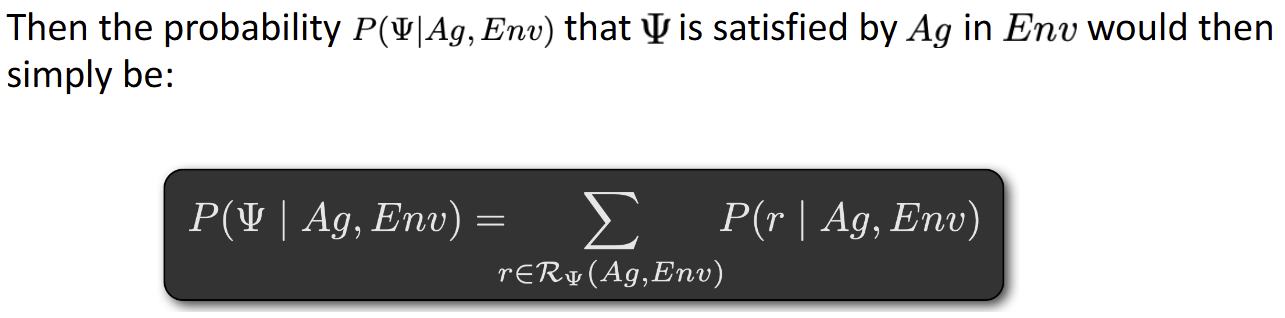 Then the probability P(Ψ|Ag, Env) that Ψ is satisfied by Ag in Env would then
simply be:
P(Ψ | Ag, Env) = ∑ P(r | Ag, Env)
r∈ℛΨ(Ag,Env)